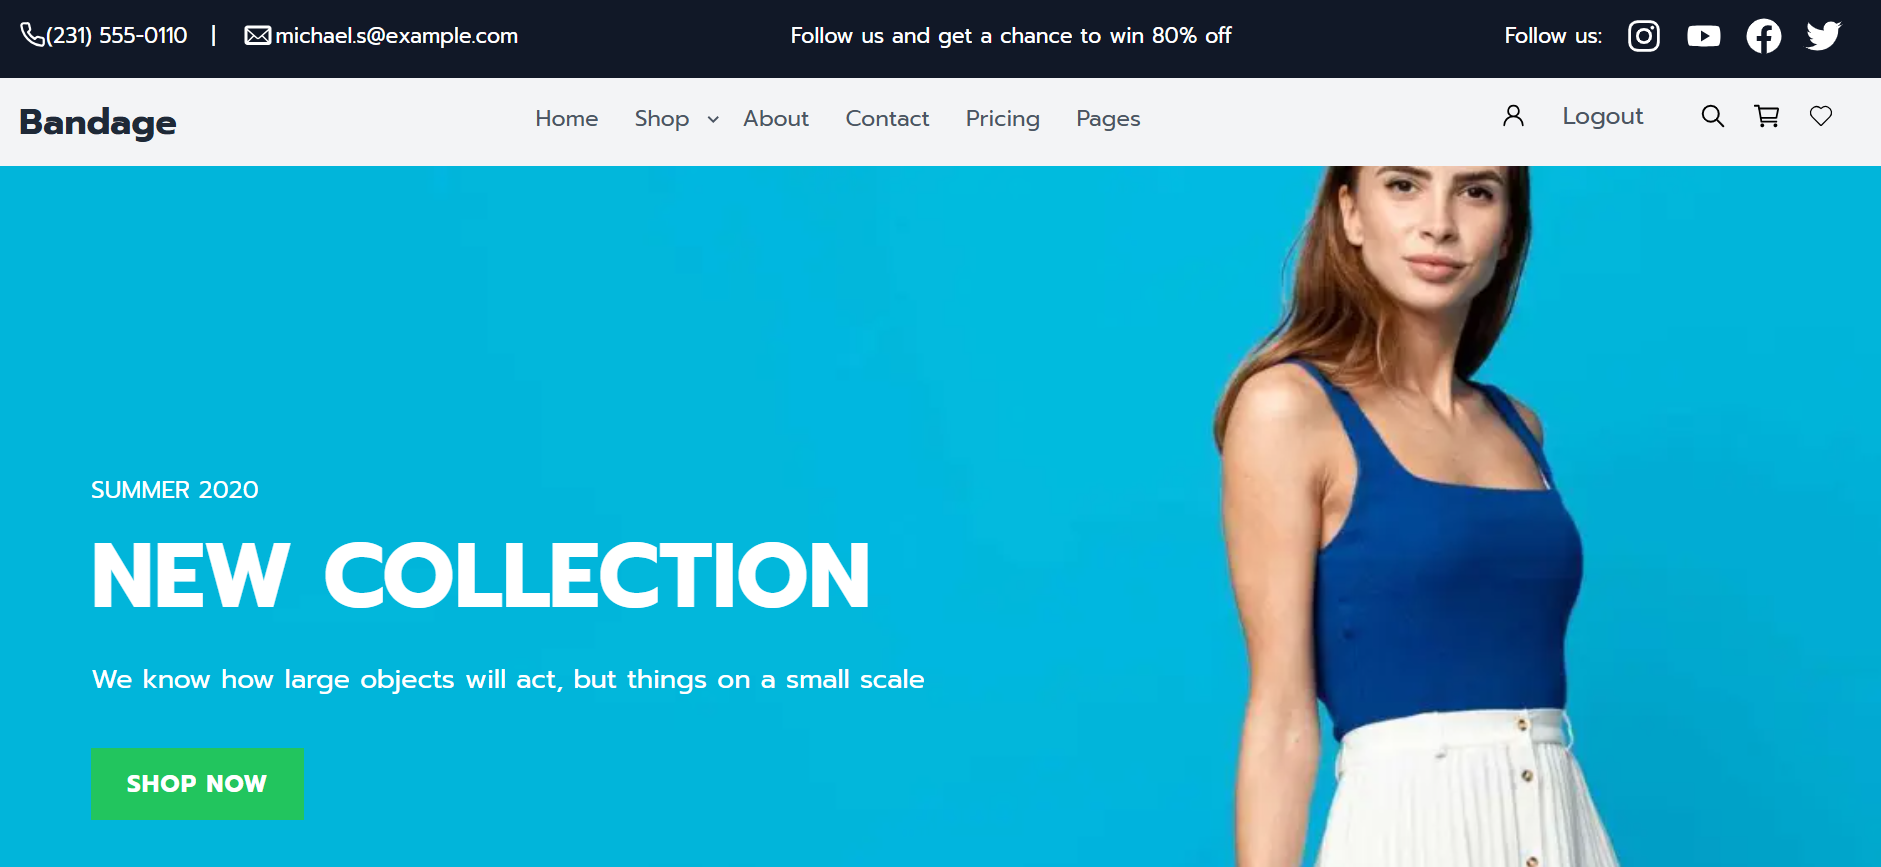 (231) 555-0110 | michael.s@example.com Follow us and get a chance to win 80% off Follow us:
Bandage Home Shop About Contact Pricing Pages Logout
SUMMER 2020
NEW COLLECTION
We know how large objects will act, but things on a small scale
SHOP NOW